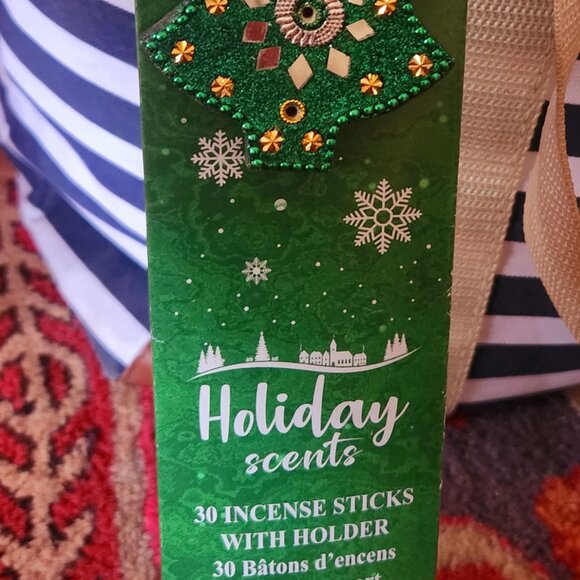 Holiday
scents
30 INCENSE STICKS
WITH HOLDER
30 Bâtons d'encens